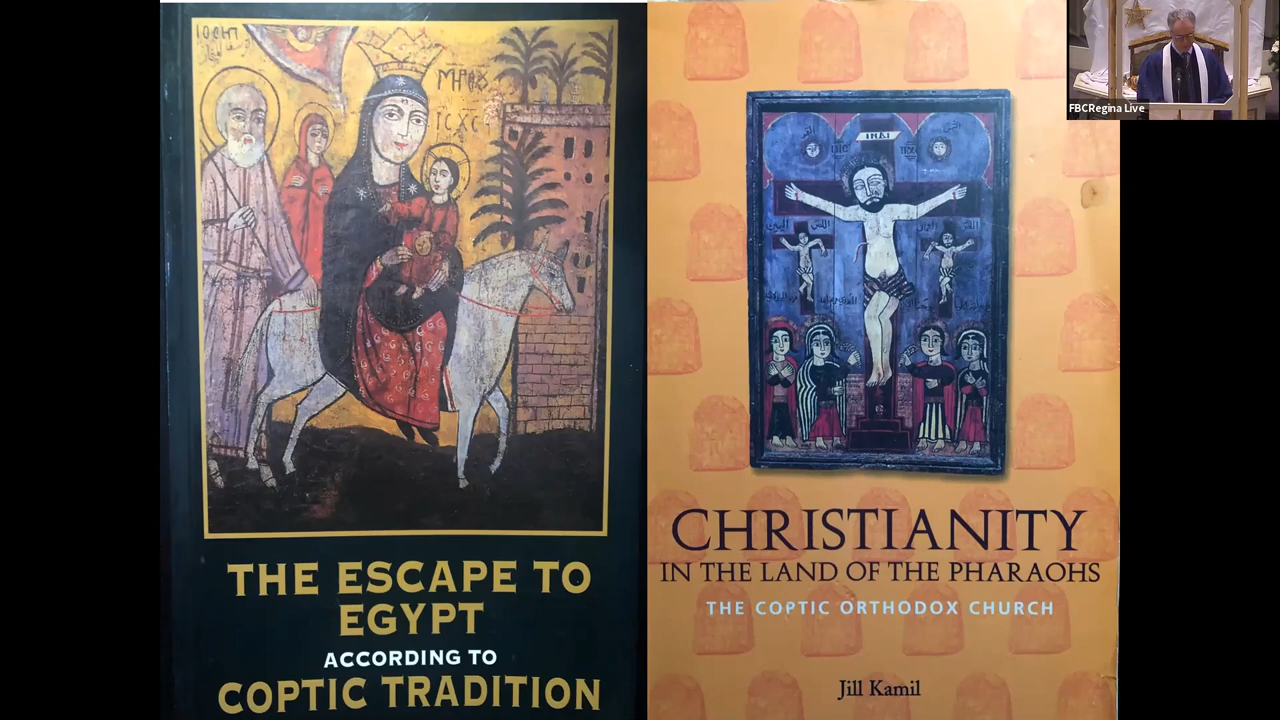 THE ESCAPE TO
EGYPT
ACCORDING TO
COPTIC TRADITION
CHRISTIANITY
IN THE LAND OF THE PHARAOHS
THE COPTIC ORTHODOX CHURCH
Jill Kamil
FBCRegina Live